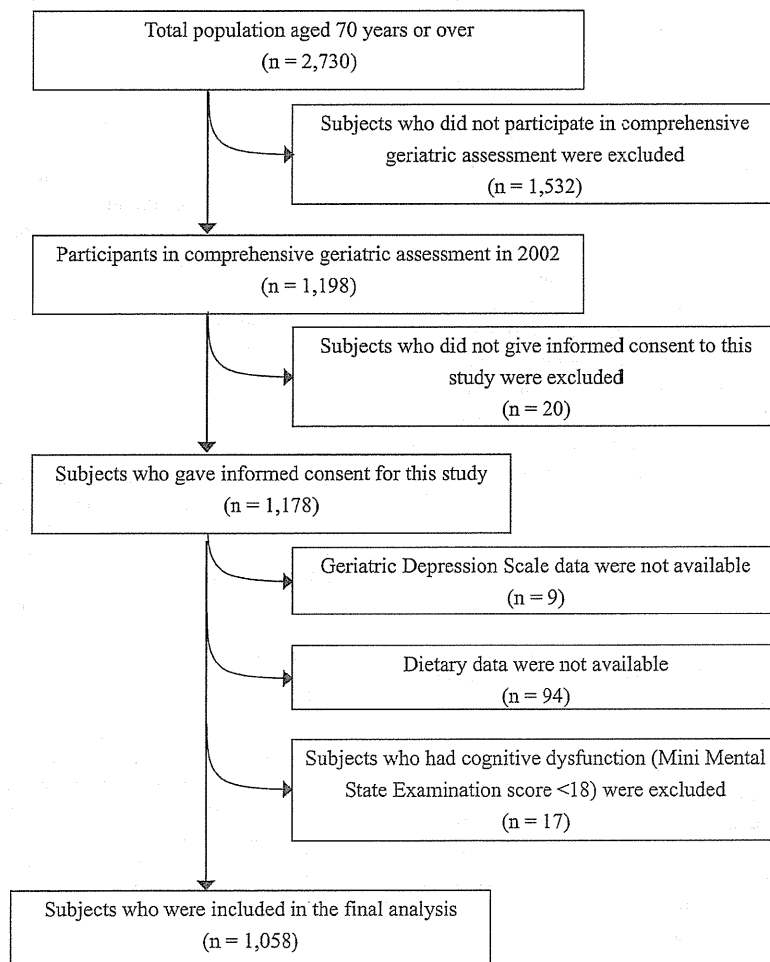 Total population aged 70 years or over
(n = 2,730)
Subjects who did not participate in comprehensive
geriatric assessment were excluded
(n = 1,532)
Participants in comprehensive geriatric assessment in 2002
(n = 1,198)
Subjects who did not give informed consent to this
study were excluded
(n = 20)
Subjects who gave informed consent for this study
(n = 1,178)
Geriatric Depression Scale data were not available
(n = 9)
Dietary data were not available
(n = 94)
Subjects who had cognitive dysfunction (Mini Mental
State Examination score <18) were excluded
(n = 17)
Subjects who were included in the final analysis
(n = 1,058)